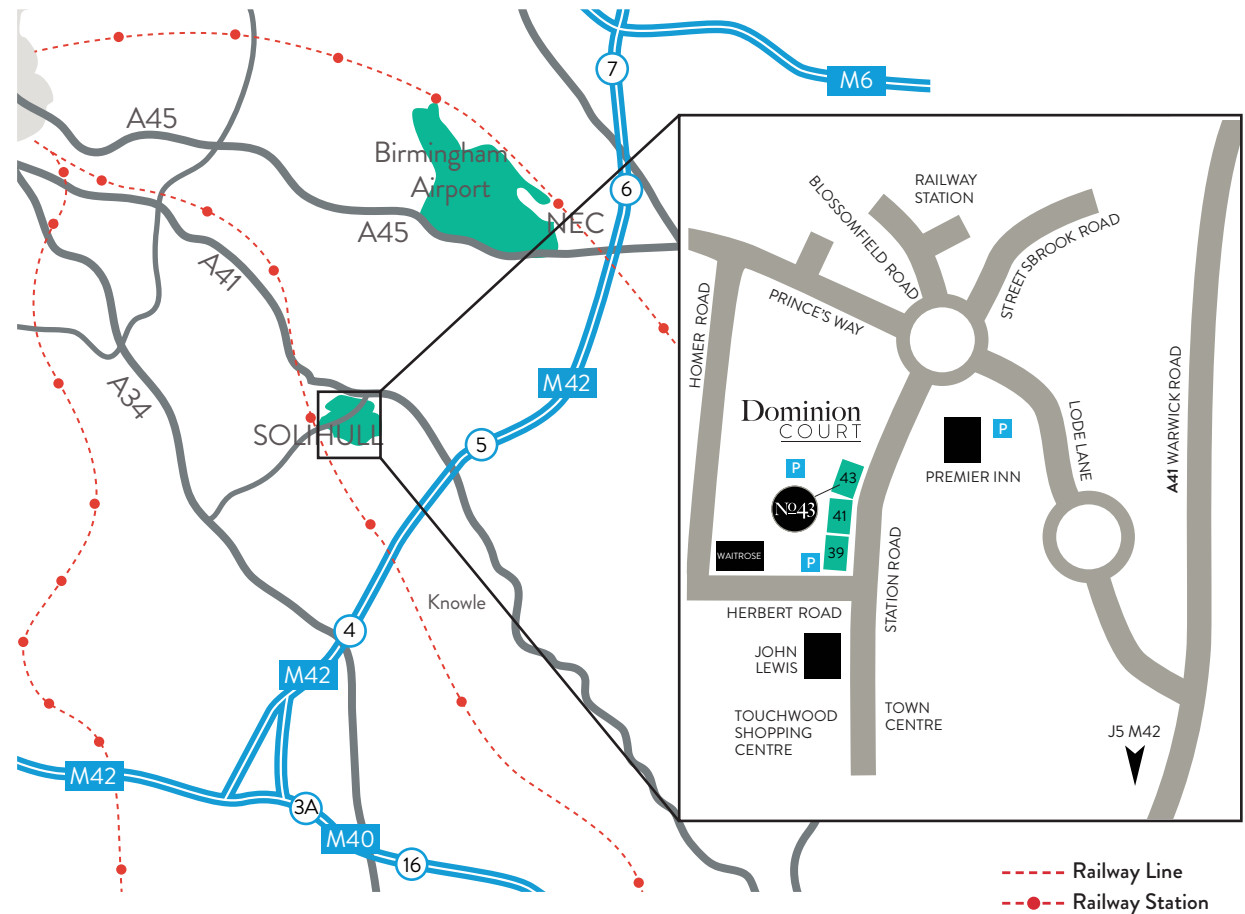 M6
7
A45
Birmingham
Airport
6
A45
NEC
A41
M42
A34
SOLIHULL
5
Knowle
4
M42
M42
3A
M40
16
RAILWAY
STATION
BLOSSOMFIELD ROAD
STREETSBROOK ROAD
PRINCE'S WAY
HOMER ROAD
A41 WARWICK ROAD
LODE LANE
Dominion
COURT
P
PREMIER INN
P
43
No43
41
39
WAITROSE
P
STATION ROAD
HERBERT ROAD
JOHN
LEWIS
TOUCHWOOD
SHOPPING
CENTRE
TOWN
CENTRE
J5 M42
Railway Line
Railway Station